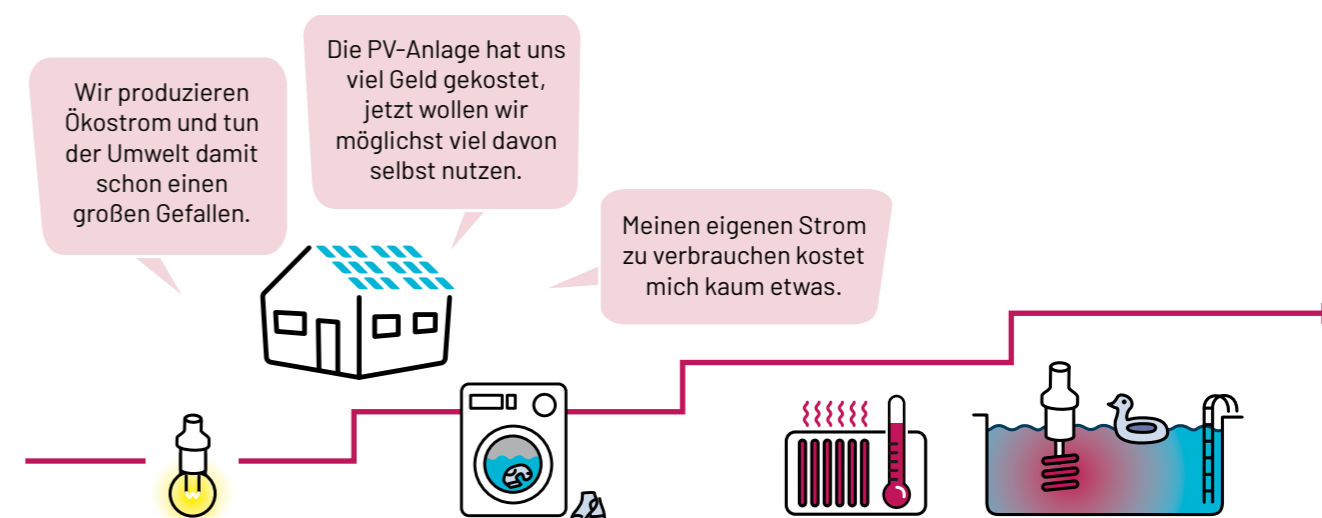 Wir produzieren
Ökostrom und tun
der Umwelt damit
schon einen
großen Gefallen.
Die PV-Anlage hat uns
viel Geld gekostet,
jetzt wollen wir
möglichst viel davon
selbst nutzen.
Meinen eigenen Strom
zu verbrauchen kostet
mich kaum etwas.